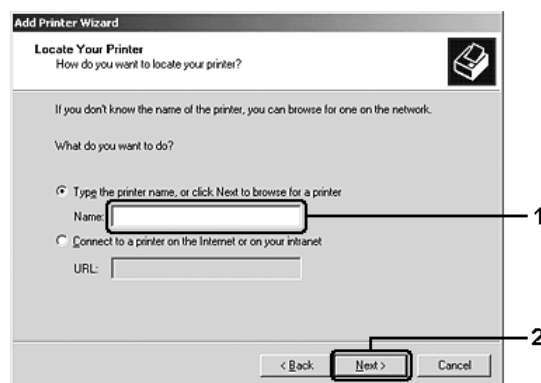 Add Printer Wizard
Locate Your Printer
How do you want to locate your printer?
If you don't know the name of the printer, you can browse for one on the network.
What do you want to do?
Type the printer name, or click Next to browse for a printer
Name:
1
Connect to a printer on the Internet or on your intranet
URL:
2
< Back Next > Cancel